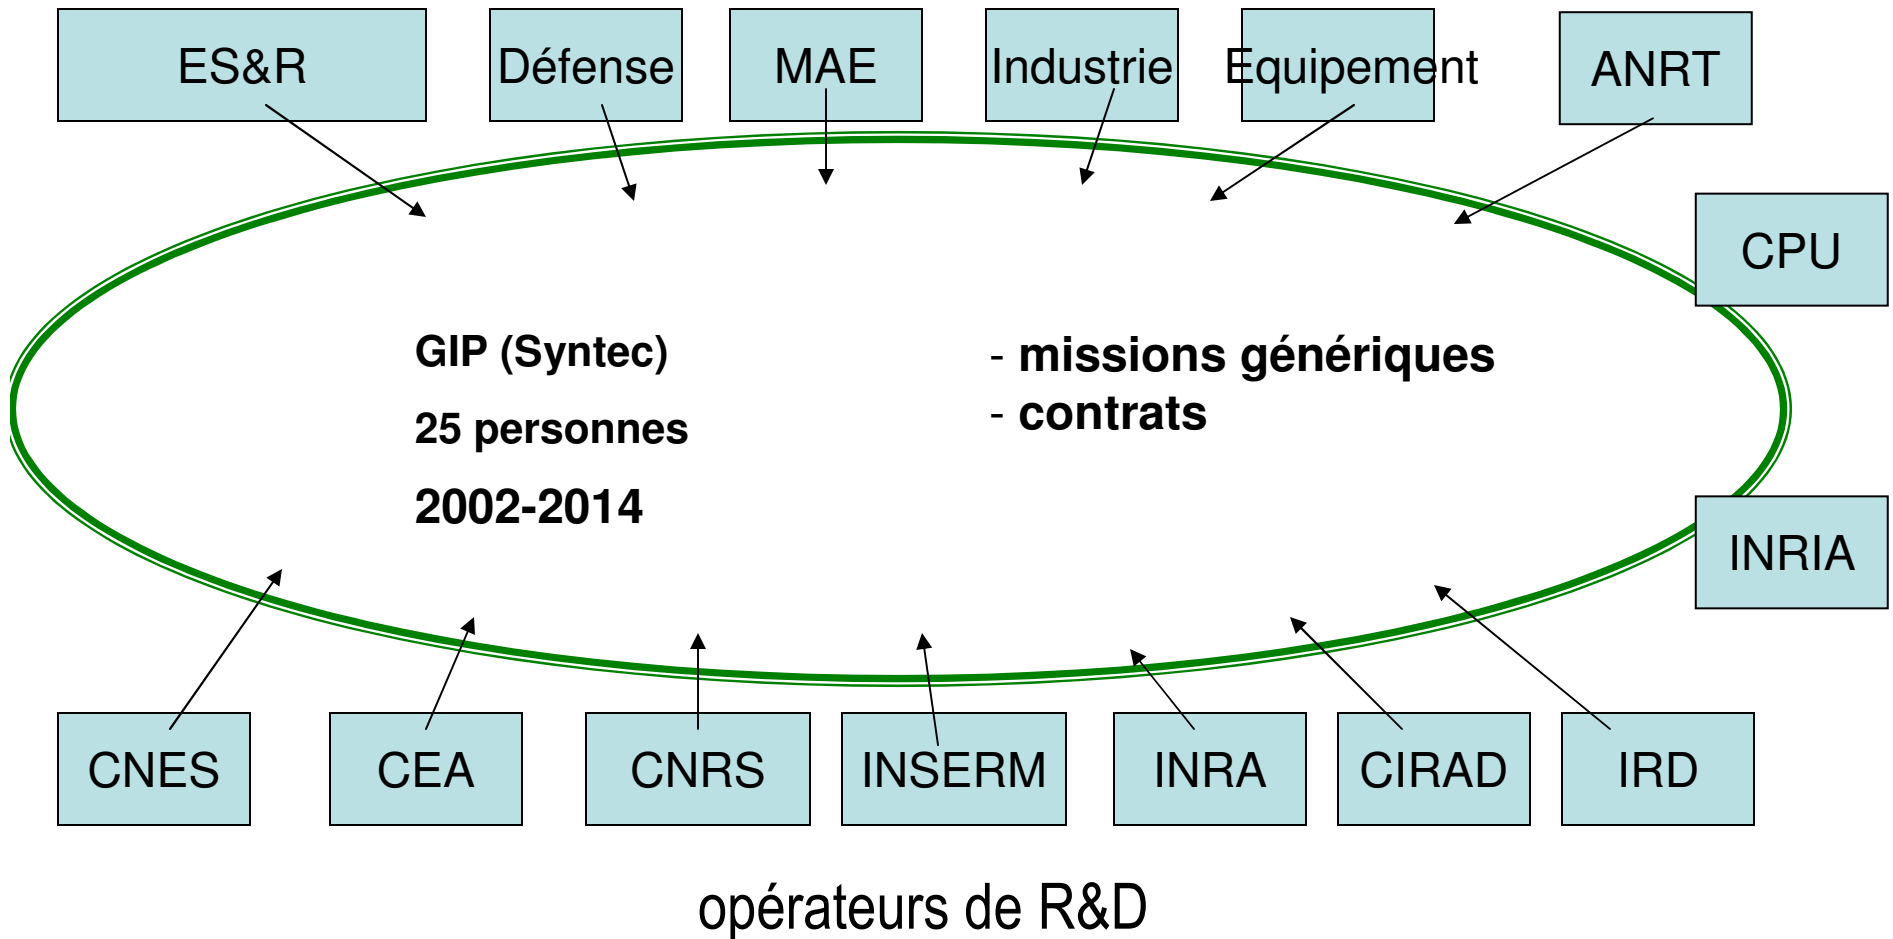 ES&R
Défense
MAE
Industrie
Equipement
ANRT
CPU
GIP (Syntec)
25 personnes
2002-2014
- missions génériques
- contrats
INRIA
CNES
CEA
CNRS
INSERM
INRA
CIRAD
IRD
opérateurs de R&D